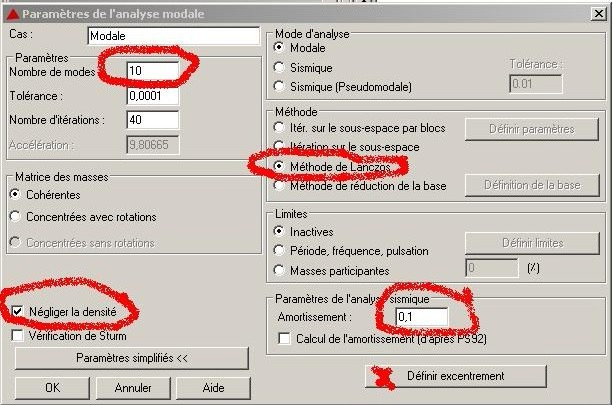 Paramètres de l'analyse modale
Cas : Modale
Paramètres
Nombre de modes 10
Tolérance : 0,0001
Nombre d'itérations : 40
Accélération : 9,80665
Matrice des masses
Cohérentes
Concentrées avec rotations
Concentrées sans rotations
Négliger la densité
Vérification de Sturm
Paramètres simplifiés <<
OK Annuler Aide
Mode d'analyse
Modale
Sismique Tolérance :
Sismique (Pseudomodale) 0.01
Méthode
Itér. sur le sous-espace par blocs Définir paramètres
Itération sur le sous-espace
Méthode de Lanczos
Méthode de réduction de la base Définition de la base
Limites
Inactives
Période, fréquence, pulsation Définir limites
Masses participantes 0 (%)
Paramètres de l'analyse sismique
Amortissement : 0,1
Calcul de l'amortissement (d'après PS92)
Définir excentrement